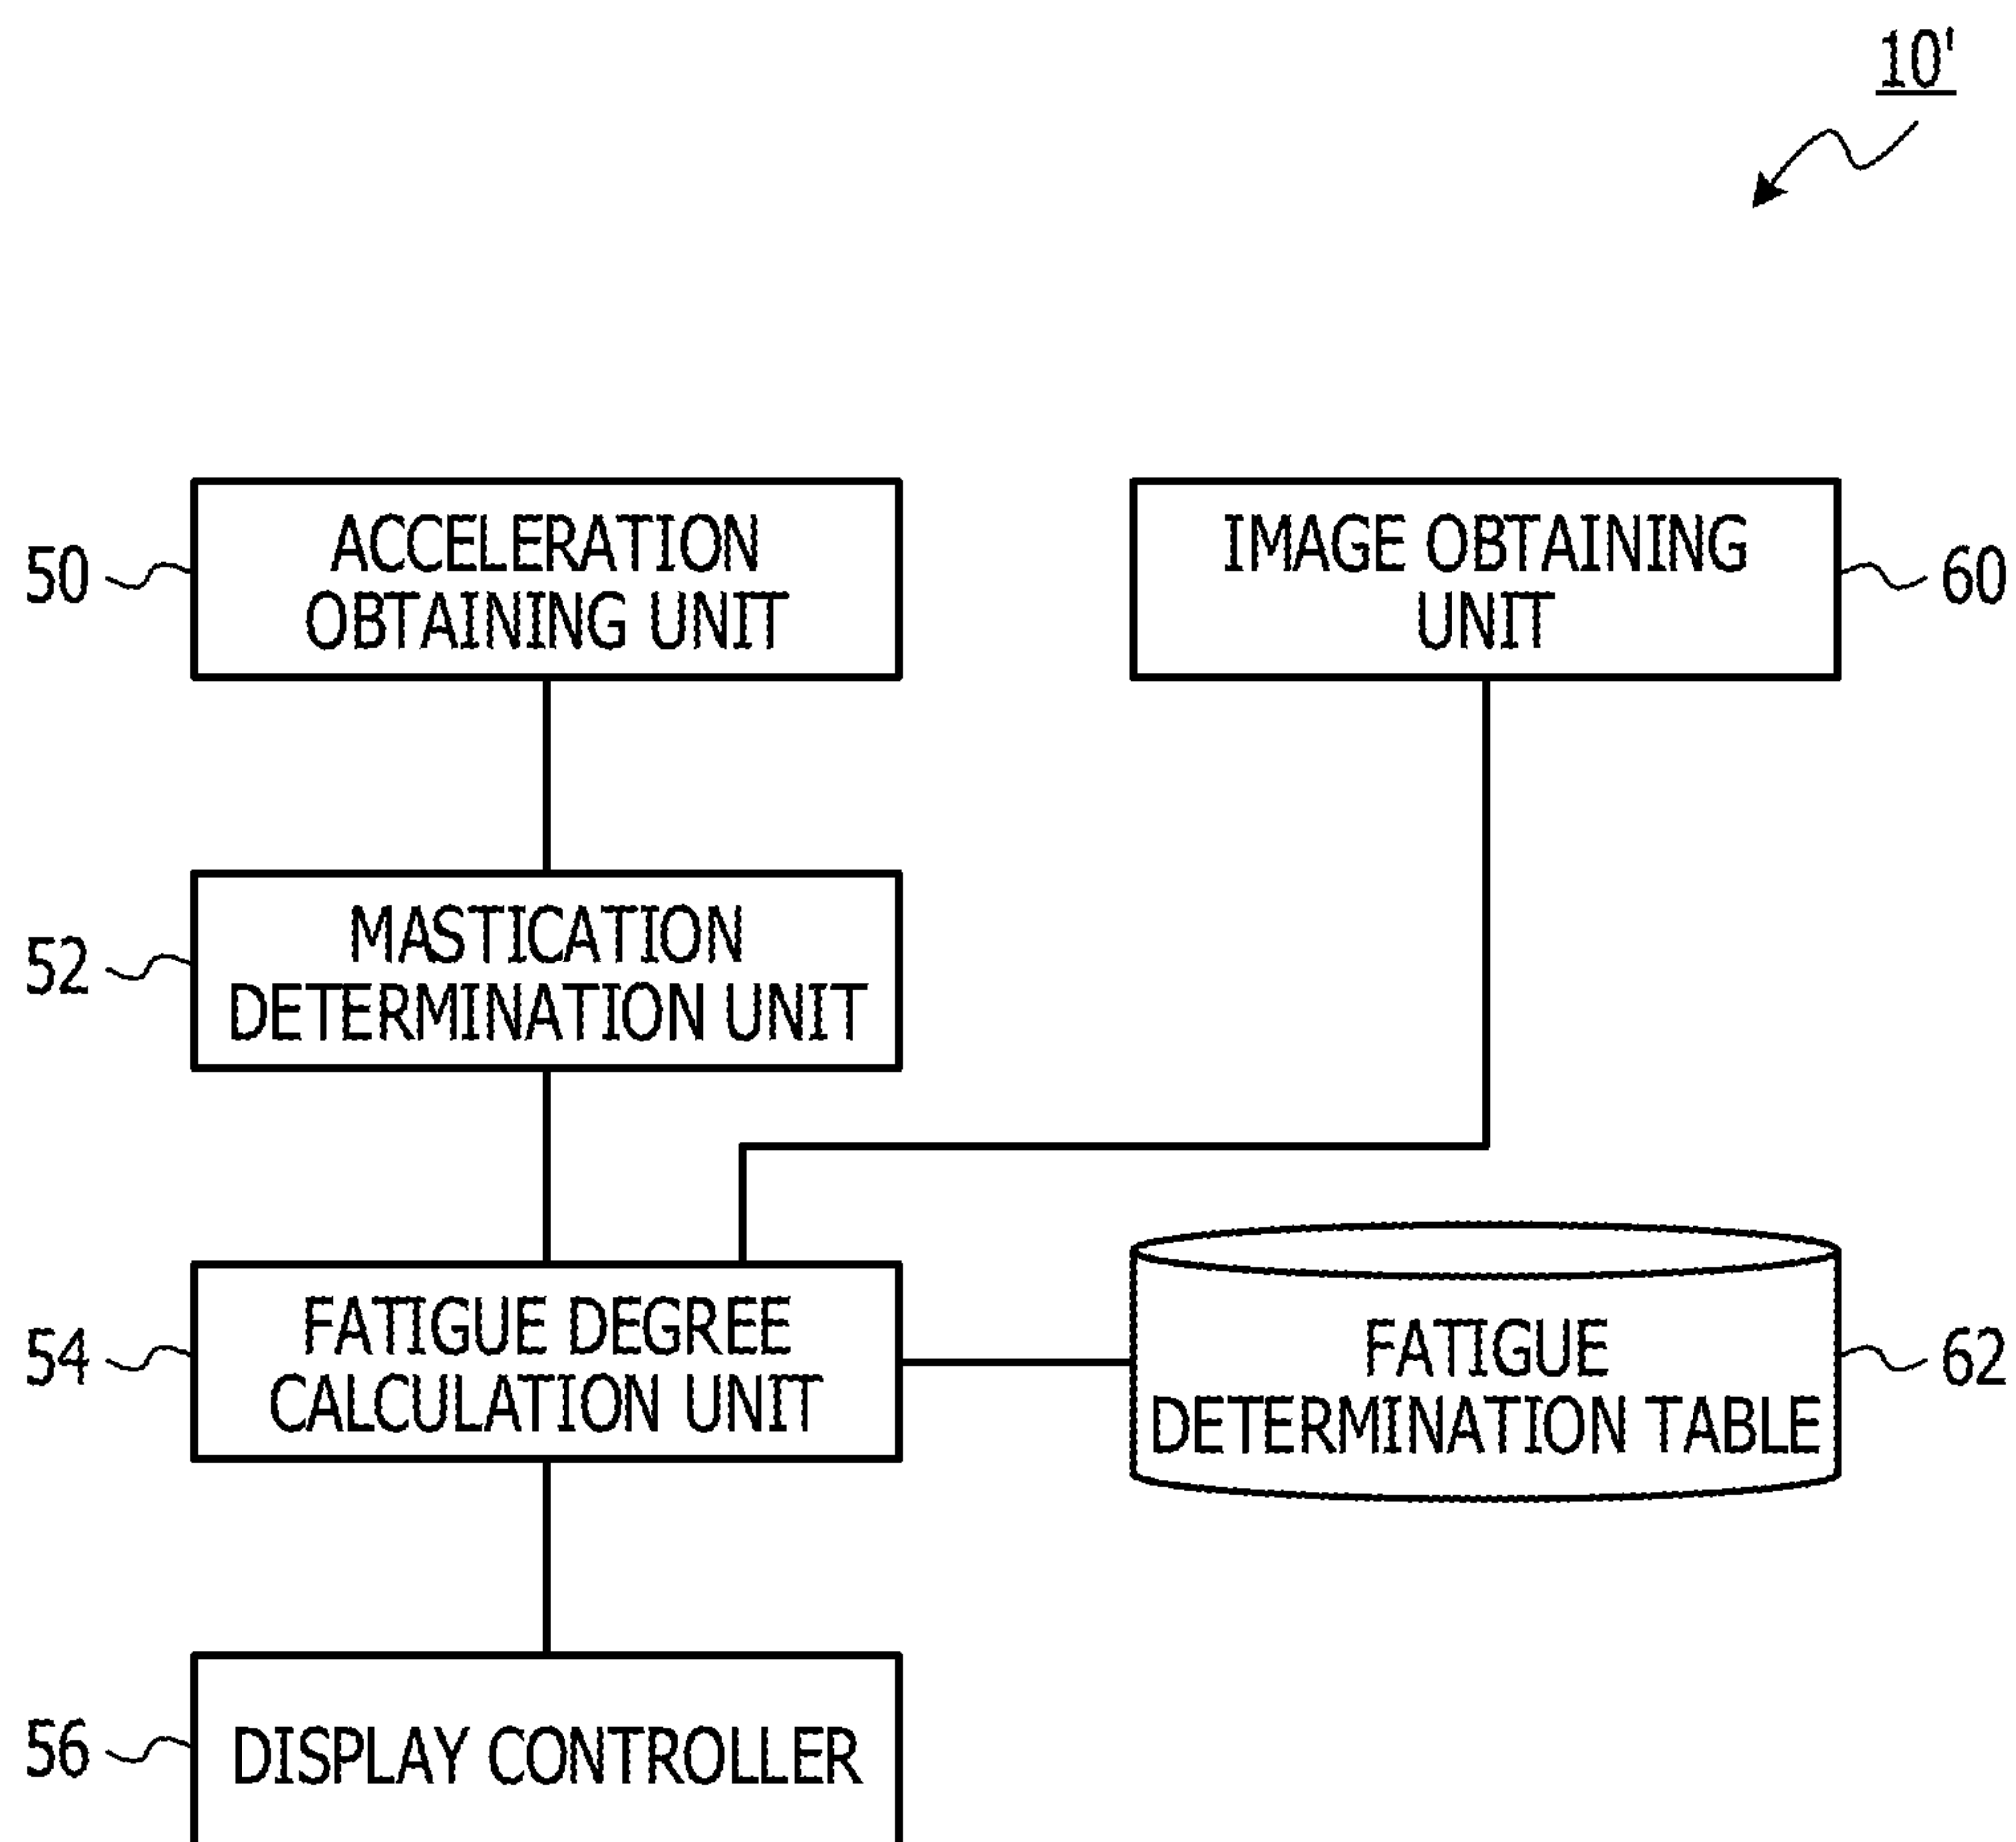 10'
50
ACCELERATION
OBTAINING UNIT
IMAGE OBTAINING
UNIT
60
52
MASTICATION
DETERMINATION UNIT
54
FATIGUE DEGREE
CALCULATION UNIT
FATIGUE
DETERMINATION TABLE
62
56
DISPLAY CONTROLLER